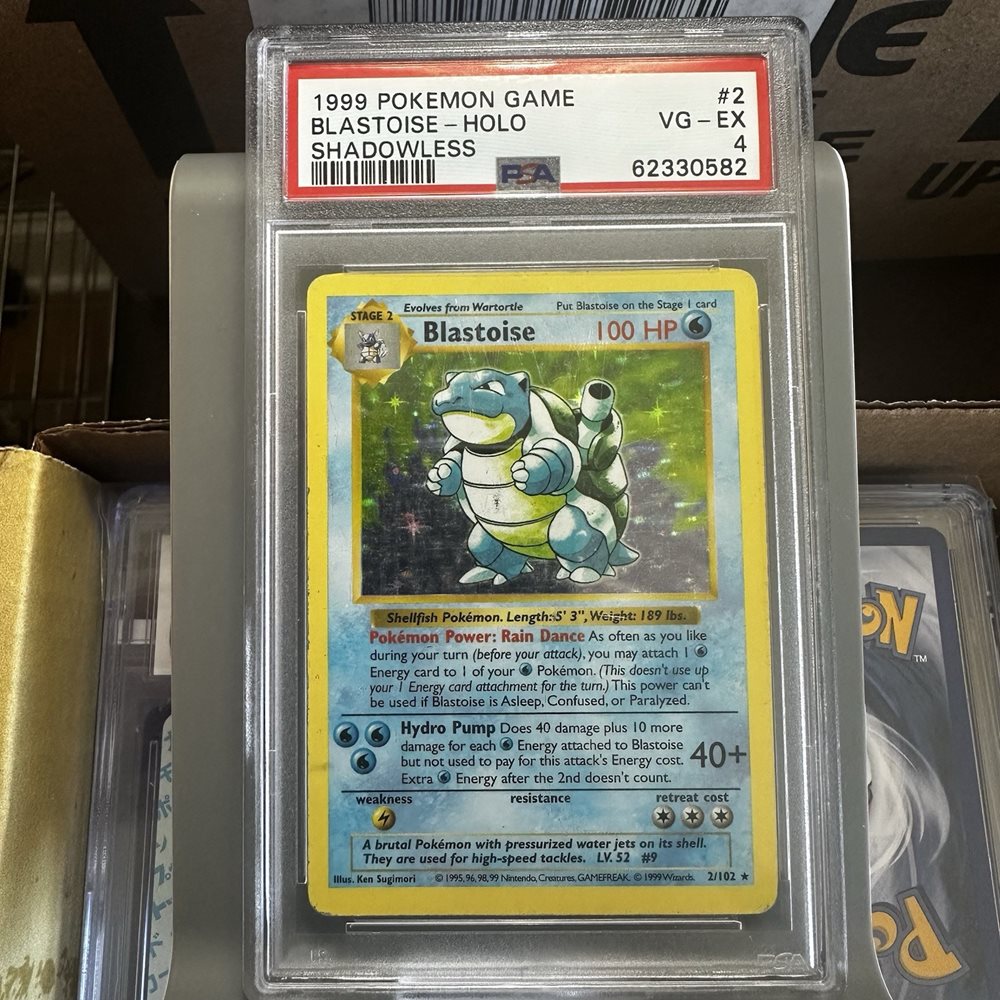 1999 POKEMON GAME #2
BLASTOISE - HOLO VG - EX
SHADOWLESS 4
PSA 62330582
UP
Evolves from Wartortle Put Blastoise on the Stage 1 card
STAGE 2
Blastoise 100 HP
Shellfish Pokémon. Length: 5' 3", Weight: 189 lbs.
Pokémon Power: Rain Dance As often as you like
during your turn (before your attack), you may attach 1
Energy card to 1 of your Pokémon. (This doesn't use up
your 1 Energy card attachment for the turn.) This power can't
be used if Blastoise is Asleep, Confused, or Paralyzed.
Hydro Pump Does 40 damage plus 10 more
damage for each Energy attached to Blastoise
but not used to pay for this attack's Energy cost. 40+
Extra Energy after the 2nd doesn't count.
weakness resistance retreat cost
A brutal Pokémon with pressurized water jets on its shell.
They are used for high-speed tackles. LV. 52 #9
Illus. Ken Sugimori © 1995, 96, 98, 99 Nintendo, Creatures, GAMEFREAK. © 1999 Wizards. 2/102 ★
PSA
TM